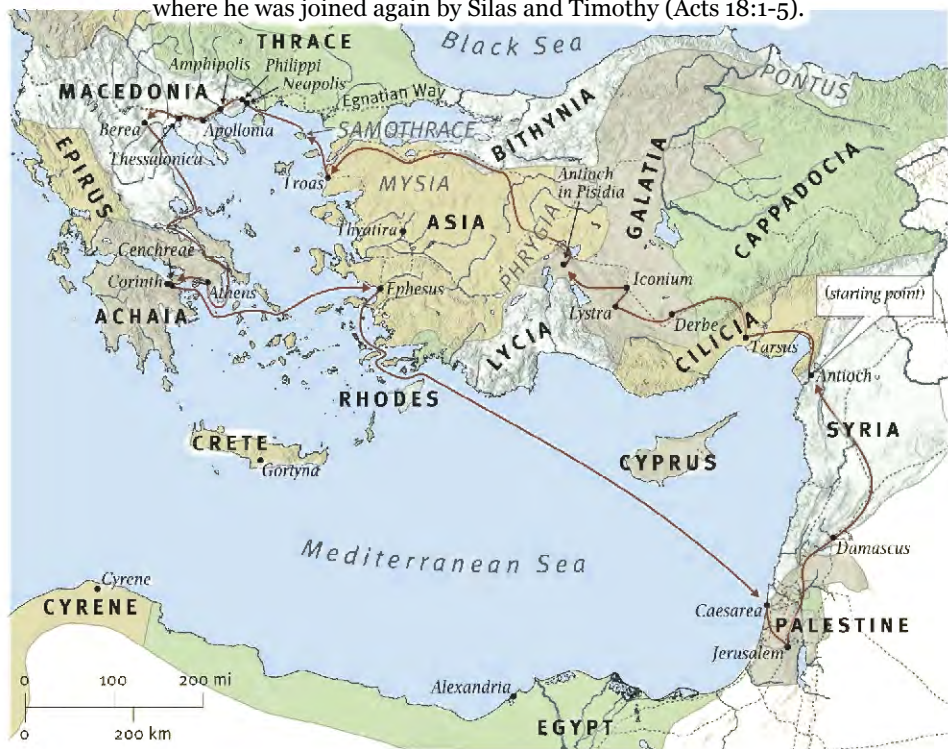 where he was joined again by Silas and Timothy (Acts 18:1-5).
Black Sea
THRACE
Amphipolis
Philippi
Neapolis
MACEDONIA
Egnatian Way
PONTUS
Berea
Apollonia
SAMOTHRACE
BITHYNIA
Thessalonica
EPIRUS
Troas
MYSIA
Antioch
in Pisidia
GALATIA
CAPPADOCIA
Thyatira
ASIA
PHRYGIA
Cenchreae
Corinth
Athens
Ephesus
Iconium
(starting point)
ACHAIA
Lystra
Derbe
LYCIA
CILICIA
Tarsus
Antioch
RHODES
SYRIA
CRETE
Gortyna
CYPRUS
Damascus
Mediterranean Sea
Cyrene
CYRENE
Caesarea
PALESTINE
Jerusalem
0 100 200 mi
Alexandria
0 200 km
EGYPT